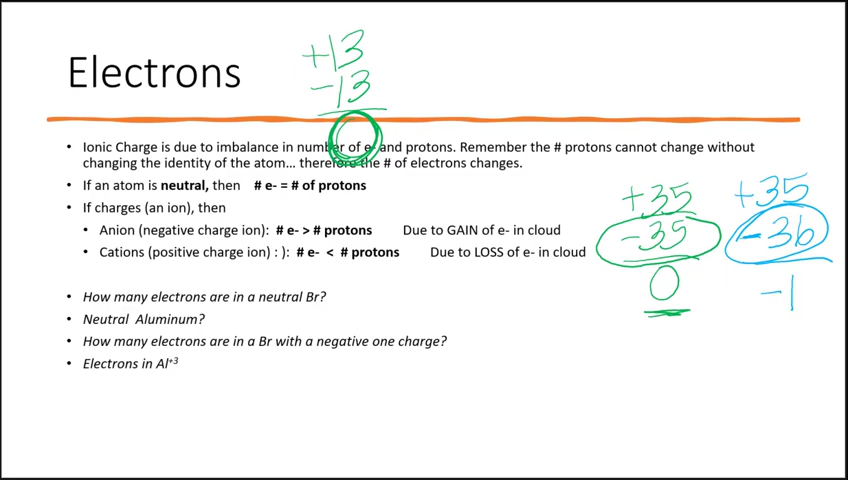 Electrons
+13
-13
0
• Ionic Charge is due to imbalance in number of e- and protons. Remember the # protons cannot change without
changing the identity of the atom… therefore the # of electrons changes.
• If an atom is neutral, then # e- = # of protons
• If charges (an ion), then
• Anion (negative charge ion): # e- > # protons Due to GAIN of e- in cloud
• Cations (positive charge ion) : ): # e- < # protons Due to LOSS of e- in cloud
+35
-35
0
+35
-36
-1
• How many electrons are in a neutral Br?
• Neutral Aluminum?
• How many electrons are in a Br with a negative one charge?
• Electrons in Al+3